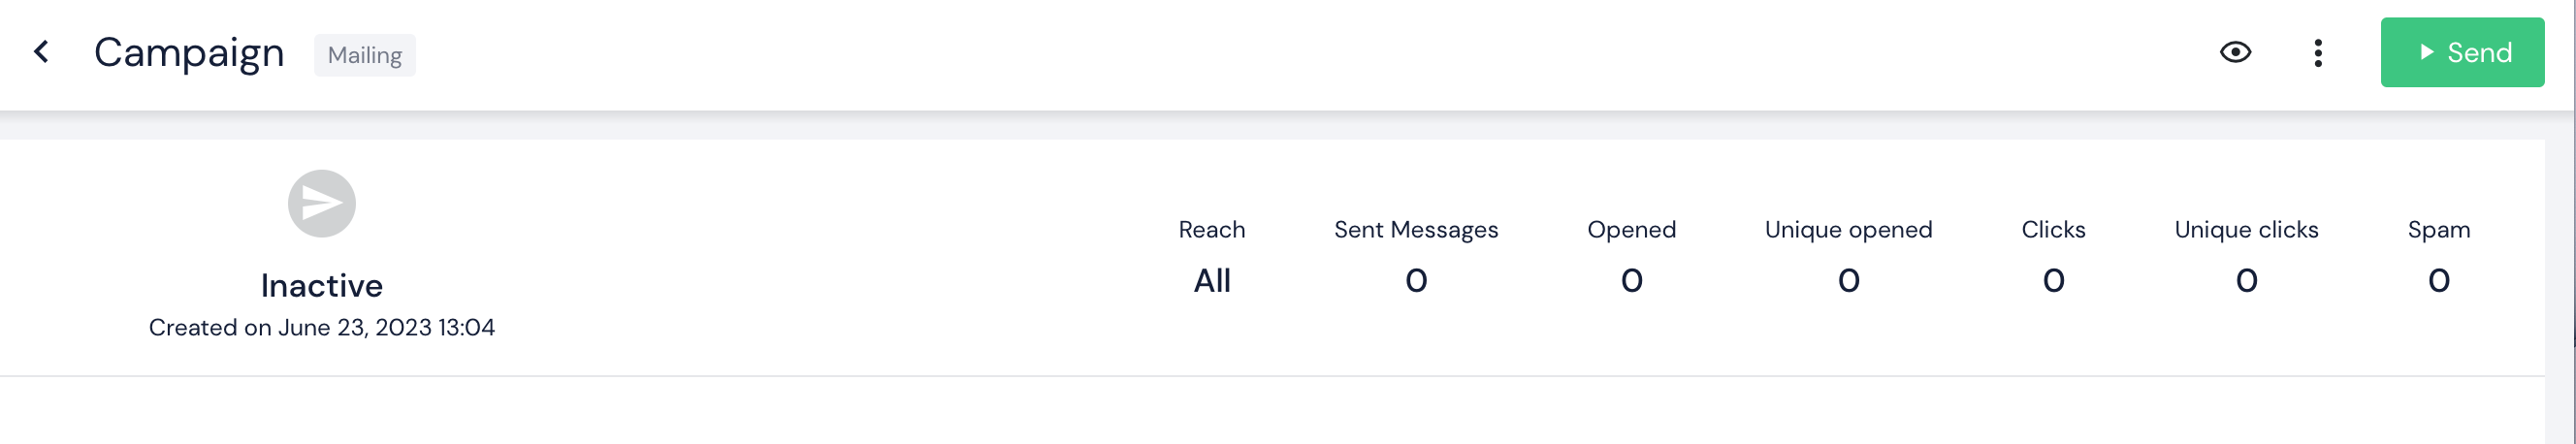 Campaign Mailing
Send
Inactive
Created on June 23, 2023 13:04
Reach Sent Messages Opened Unique opened Clicks Unique clicks Spam
All 0 0 0 0 0 0